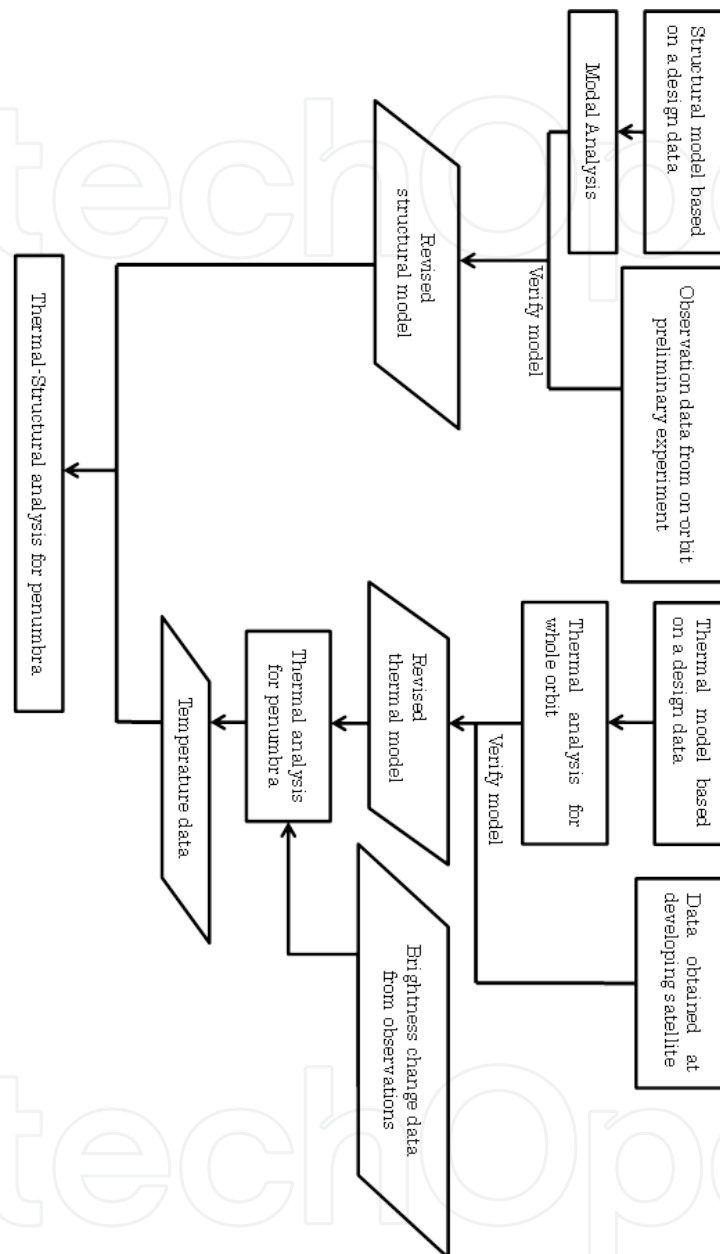 Structural model based
on a design data
Observation data from on-orbit
preliminary experiment
Thermal model based
on a design data
Data obtained at
developing satellite
Modal Analysis
Thermal analysis for
whole orbit
Verify model
Verify model
Revised
structural model
Revised
thermal model
Brightness change data
from observations
Thermal analysis
for penumbra
Temperature data
Thermal-Structural analysis for penumbra
techOp
techOp